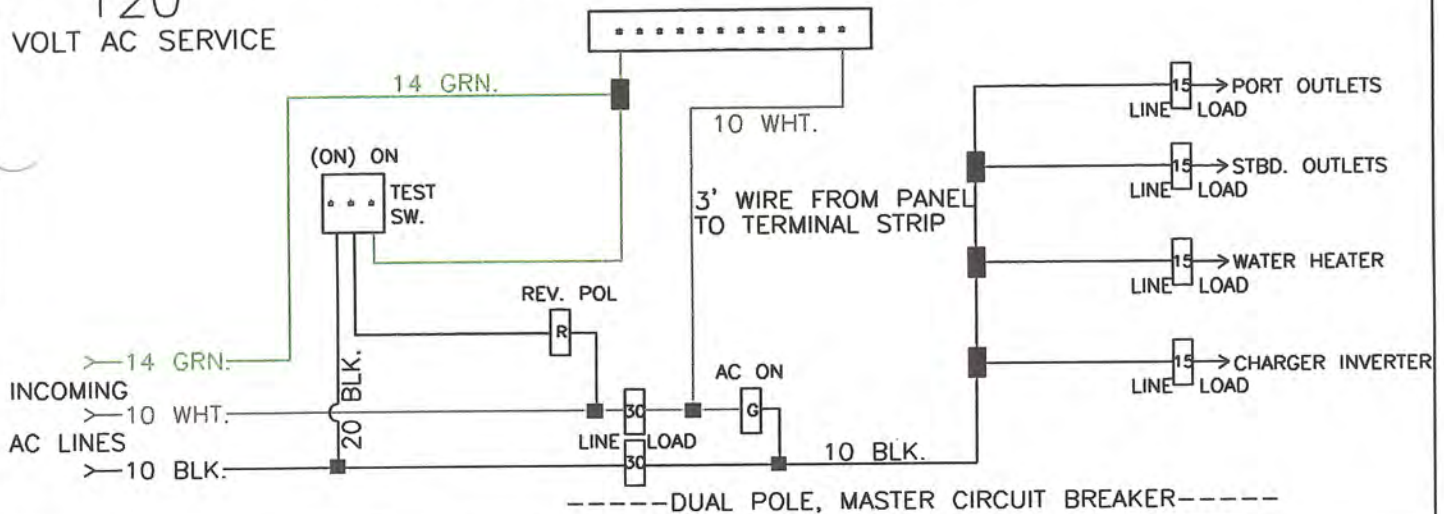 120
VOLT AC SERVICE
14 GRN.
10 WHT.
(ON) ON
TEST
SW.
3' WIRE FROM PANEL
TO TERMINAL STRIP
REV. POL
R
14 GRN.
INCOMING
10 WHT.
AC LINES
10 BLK.
20 BLK.
30
LINE LOAD
30
AC ON
G
10 BLK.
15
PORT OUTLETS
LINE LOAD
15
STBD. OUTLETS
LINE LOAD
15
WATER HEATER
LINE LOAD
15
CHARGER INVERTER
LINE LOAD
-----DUAL POLE, MASTER CIRCUIT BREAKER-----